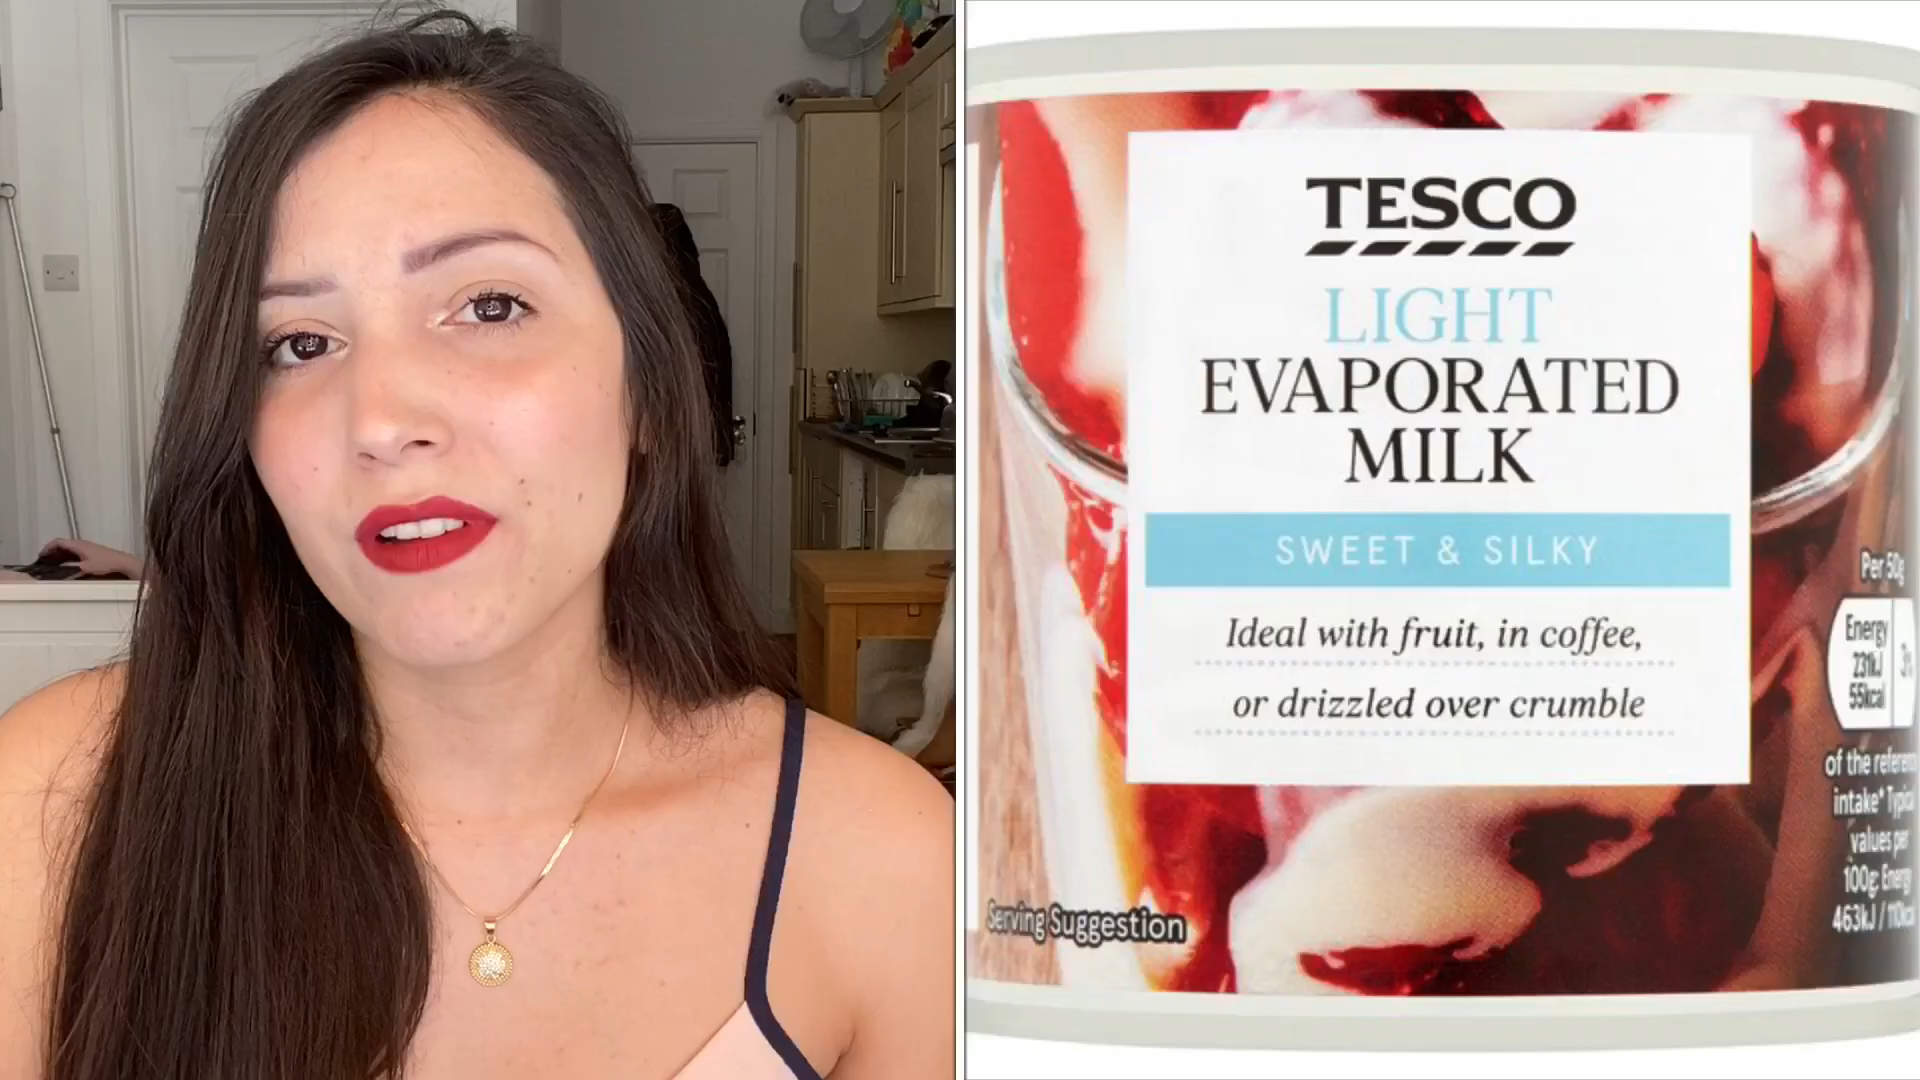 TESCO
LIGHT
EVAPORATED
MILK
SWEET & SILKY
Ideal with fruit, in coffee,
or drizzled over crumble
Serving Suggestion
Per 50g
Energy
231kJ
55kcal
of the
intake* Typical
values per
100g: Energy
463kJ / 110kcal